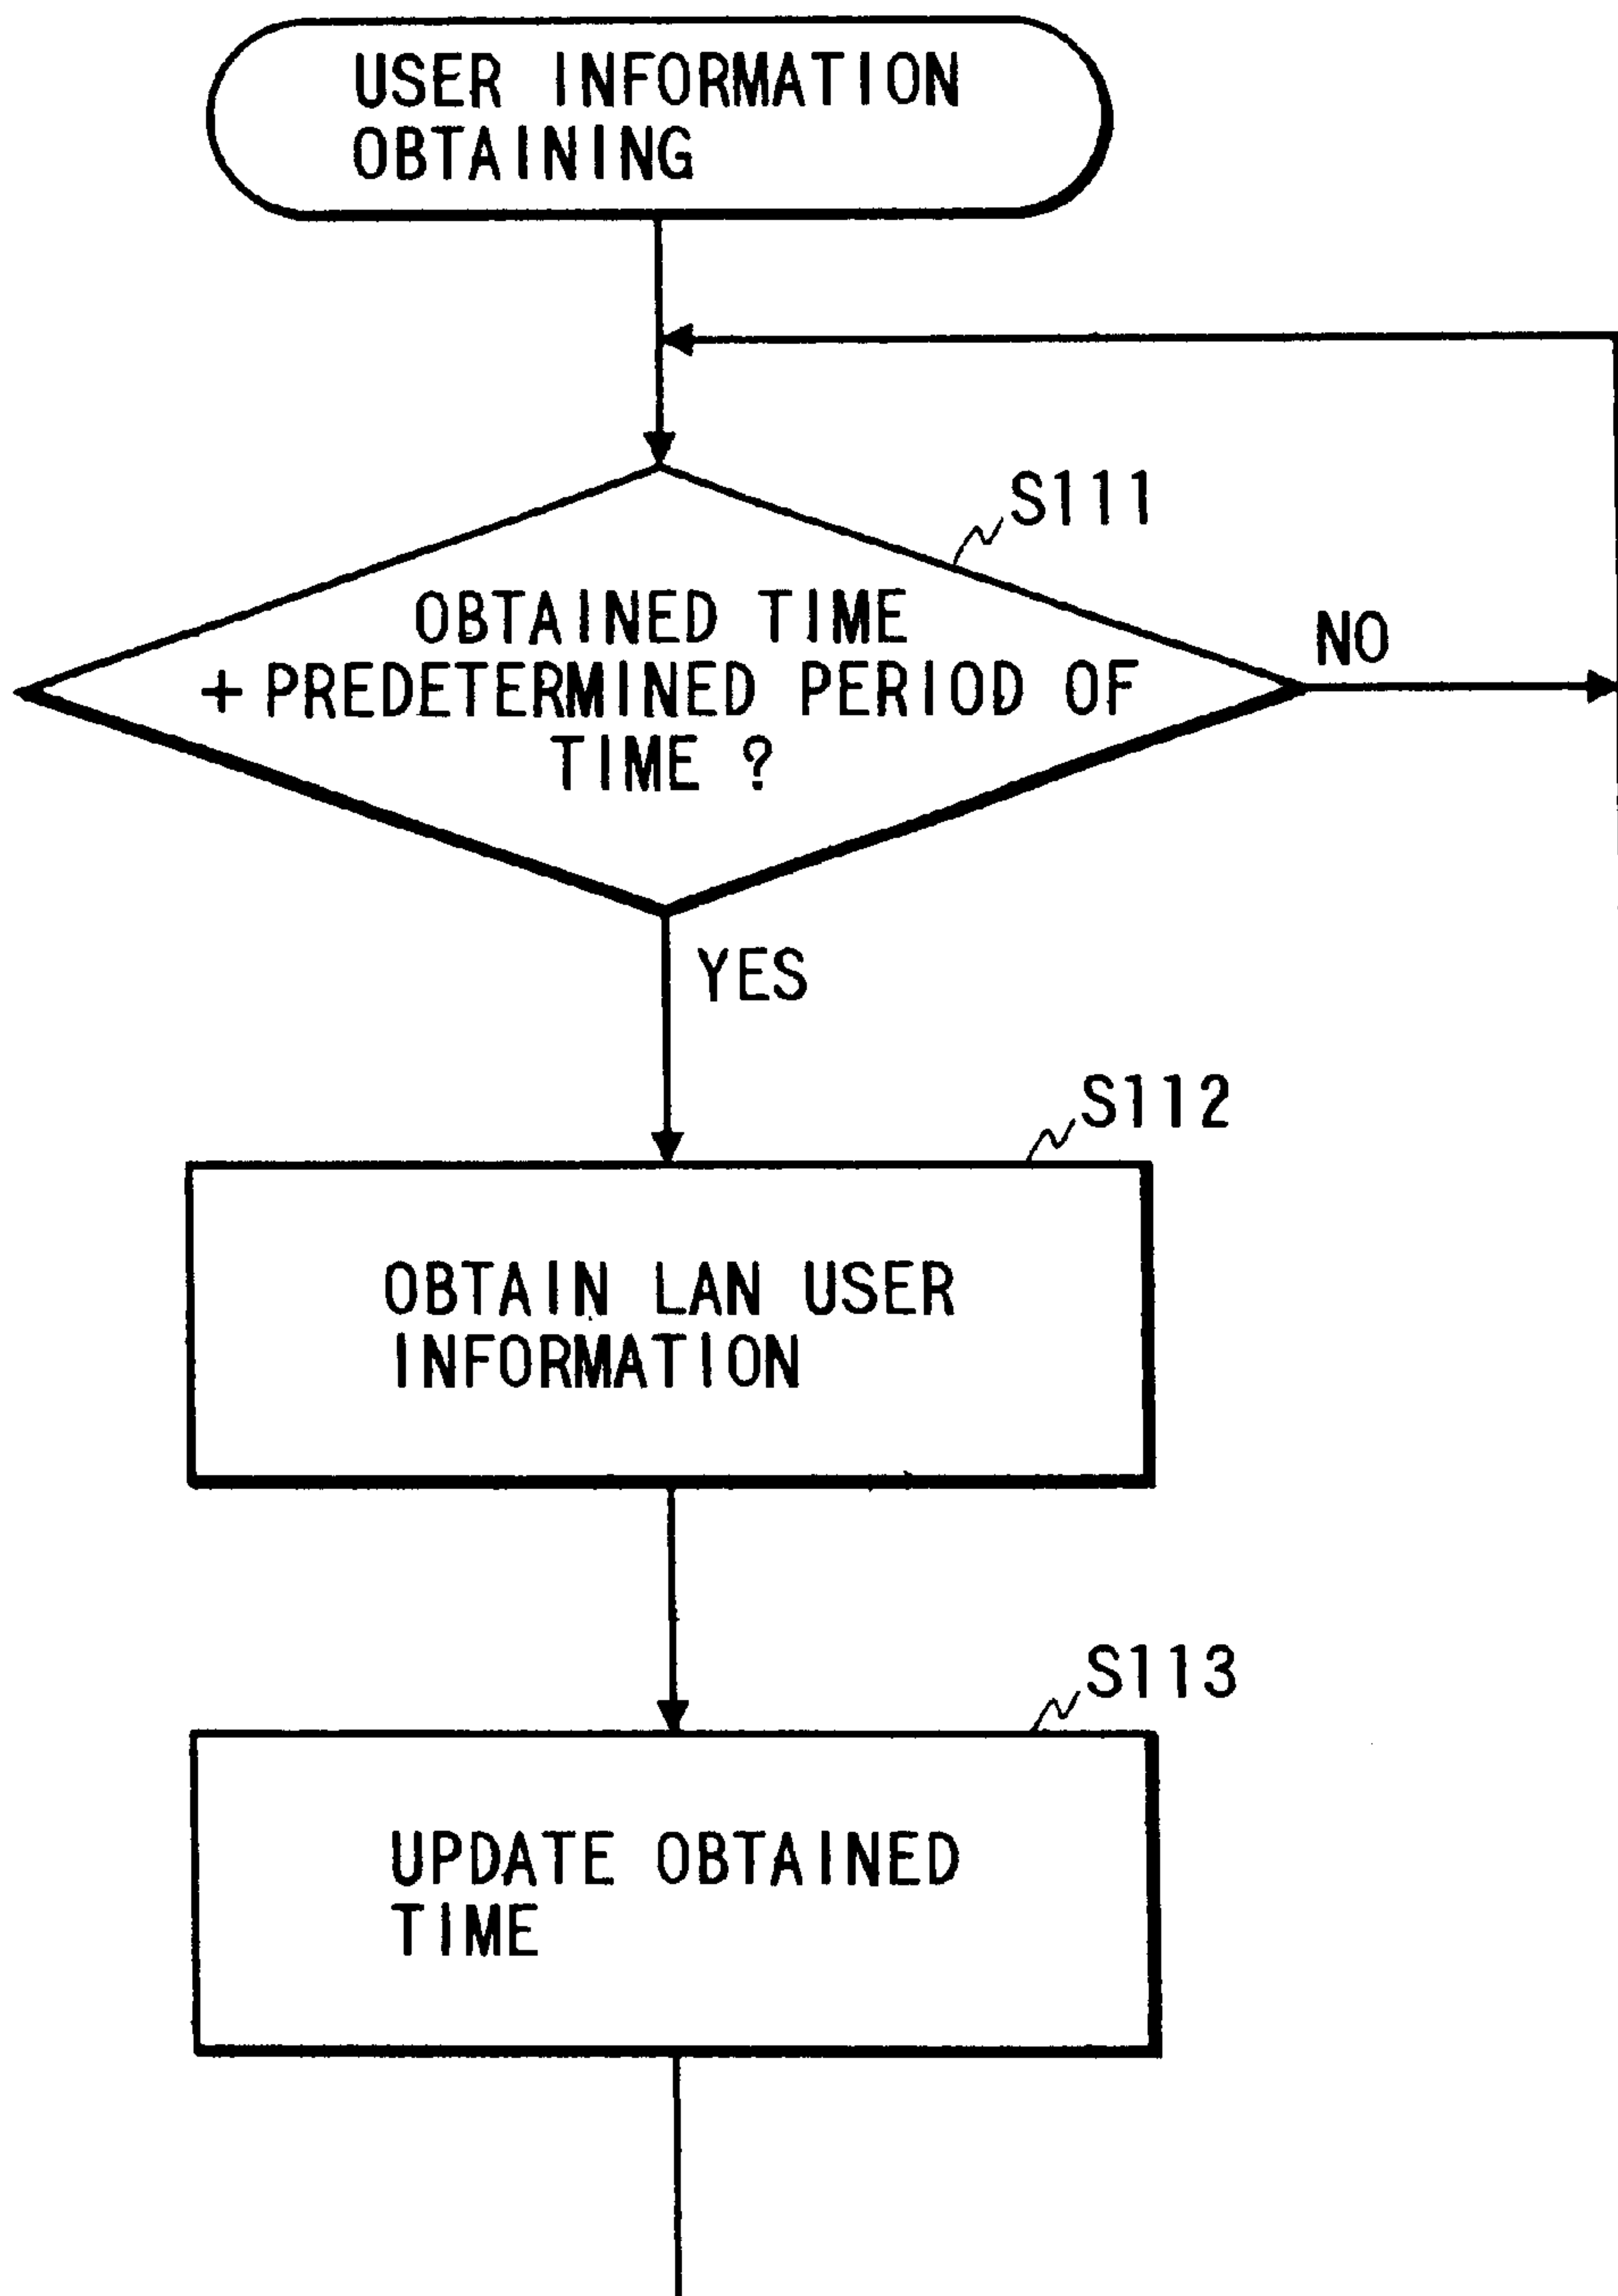 USER INFORMATION
OBTAINING
S111
OBTAINED TIME
+ PREDETERMINED PERIOD OF
TIME ?
NO
YES
S112
OBTAIN LAN USER
INFORMATION
S113
UPDATE OBTAINED
TIME